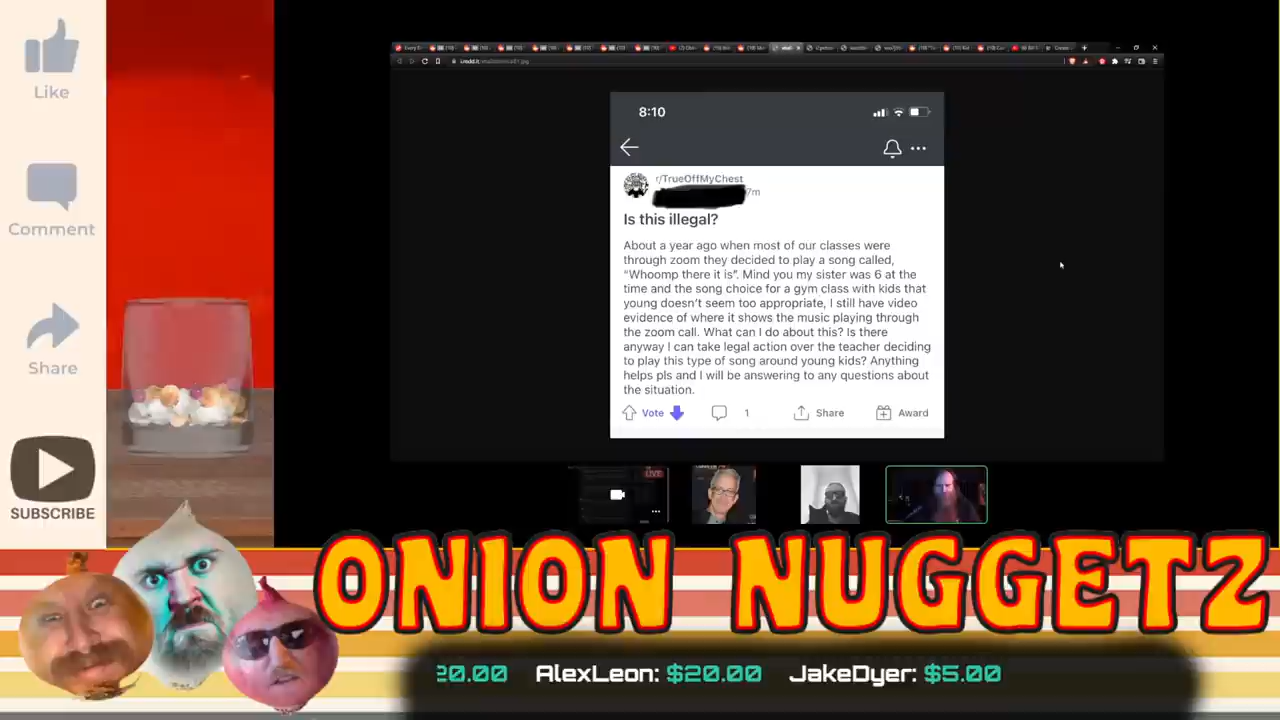 Like
Comment
Share
SUBSCRIBE
8:10
r/TrueOffMyChest
7m
Is this illegal?
About a year ago when most of our classes were
through zoom they decided to play a song called,
“Whoomp there it is”. Mind you my sister was 6 at the
time and the song choice for a gym class with kids that
young doesn’t seem too appropriate, I still have video
evidence of where it shows the music playing through
the zoom call. What can I do about this? Is there
anyway I can take legal action over the teacher deciding
to play this type of song around young kids? Anything
helps pls and I will be answering to any questions about
the situation.
Vote 1 Share Award
ONION NUGGETZ
20.00 AlexLeon: $20.00 JakeDyer: $5.00